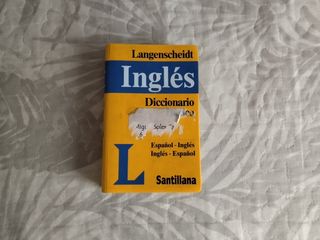 Langenscheidt
Inglés
Diccionario
Español - Inglés
Inglés - Español
L
Santillana